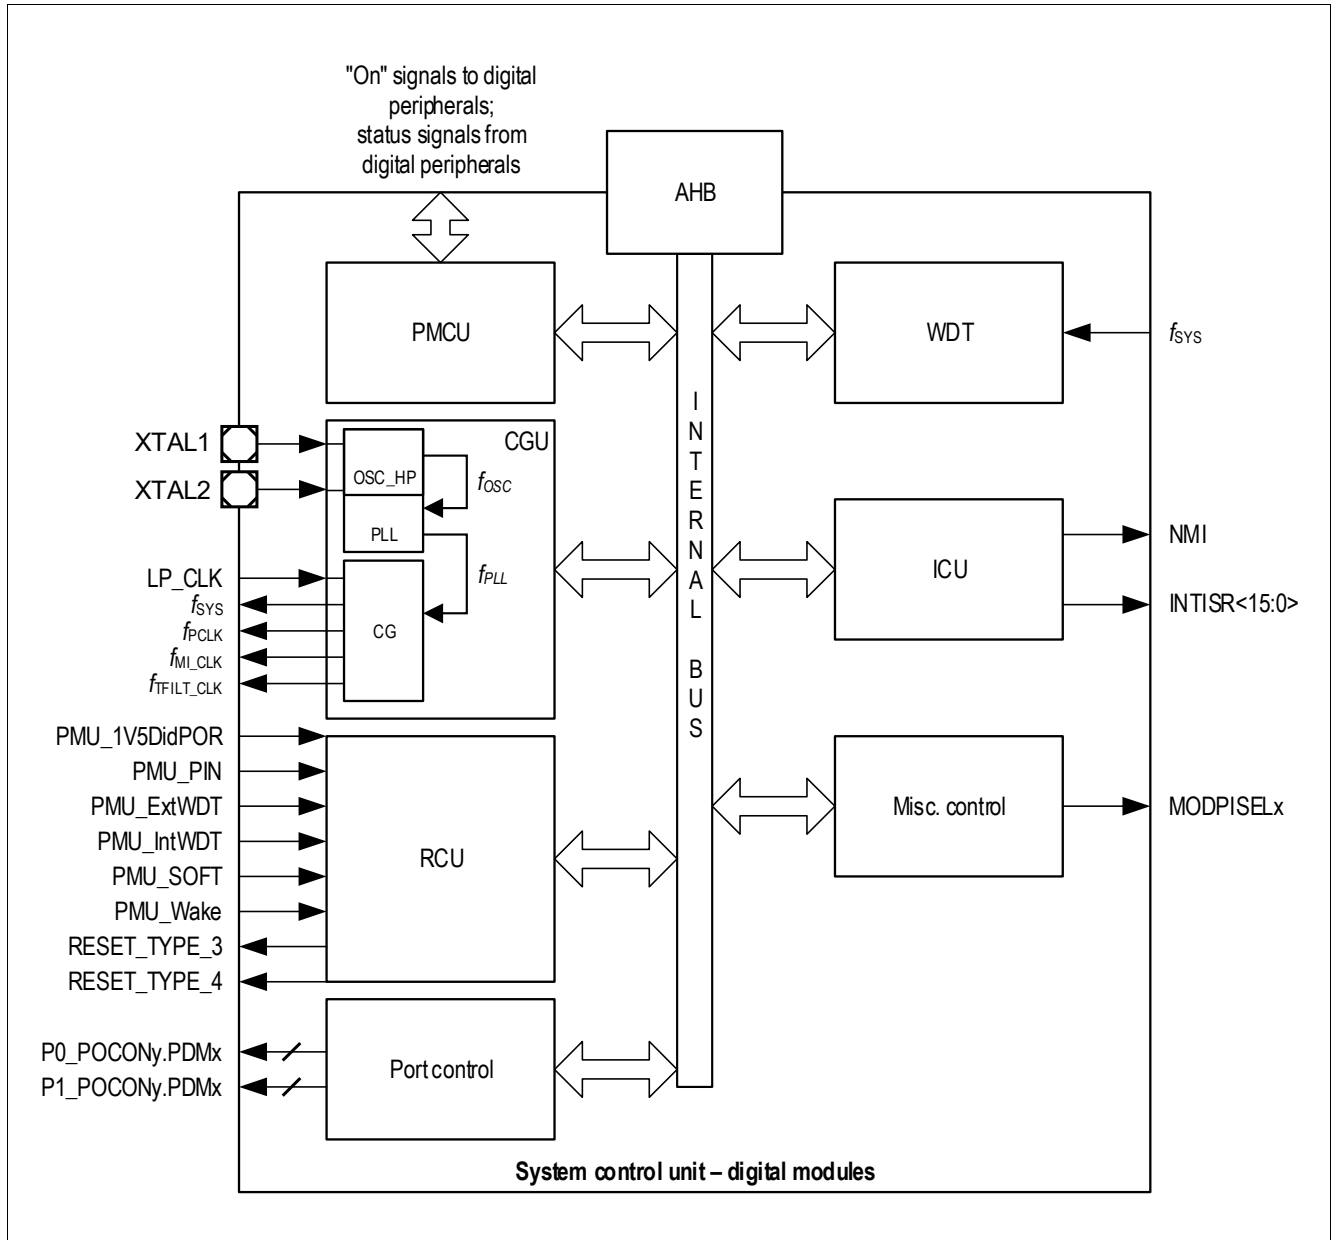 "On" signals to digital
peripherals;
status signals from
digital peripherals
AHB
PMCU
WDT
fSYS
XTAL1
XTAL2
CGU
OSC_HP
fOSC
PLL
fPLL
LP_CLK
fSYS
fPCLK
fMI_CLK
fTFILT_CLK
CG
INTERNAL BUS
ICU
NMI
INTISR<15:0>
PMU_1V5DidPOR
PMU_PIN
PMU_ExtWDT
PMU_IntWDT
PMU_SOFT
PMU_Wake
RESET_TYPE_3
RESET_TYPE_4
RCU
Misc. control
MODPISELx
P0_POCONy.PDMx
P1_POCONy.PDMx
Port control
System control unit – digital modules